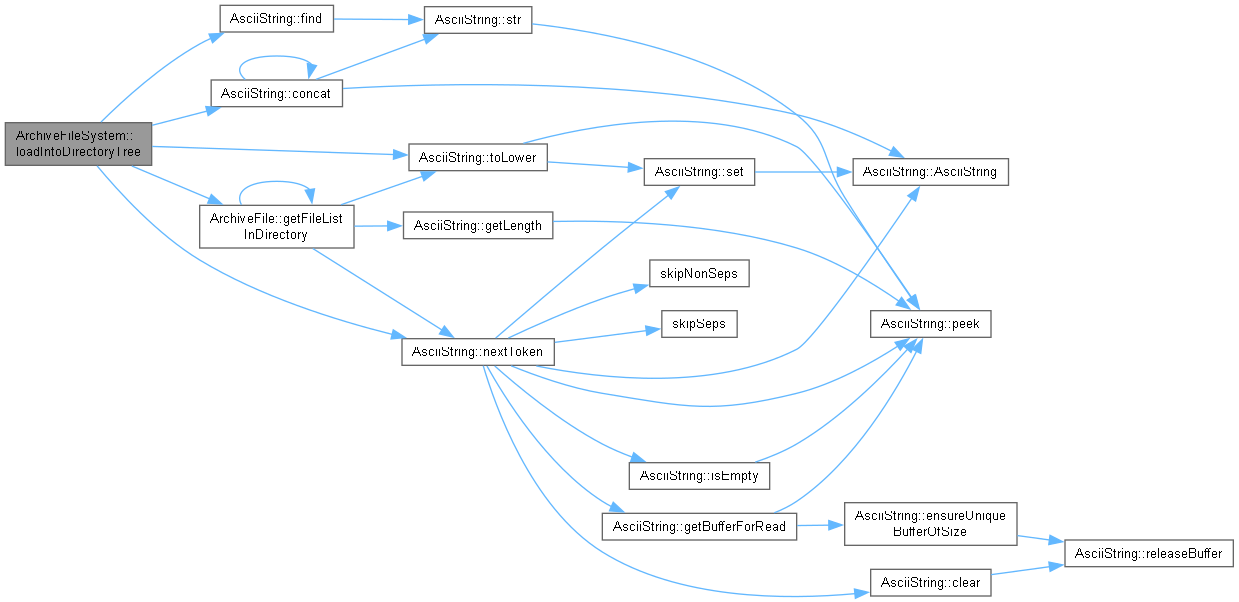 AsciiString::find
AsciiString::str
AsciiString::concat
ArchiveFileSystem::
loadIntoDirectoryTree
AsciiString::toLower
AsciiString::set
AsciiString::AsciiString
ArchiveFile::getFileList
InDirectory
AsciiString::getLength
skipNonSeps
skipSeps
AsciiString::peek
AsciiString::nextToken
AsciiString::isEmpty
AsciiString::getBufferForRead
AsciiString::ensureUnique
BufferOfSize
AsciiString::releaseBuffer
AsciiString::clear